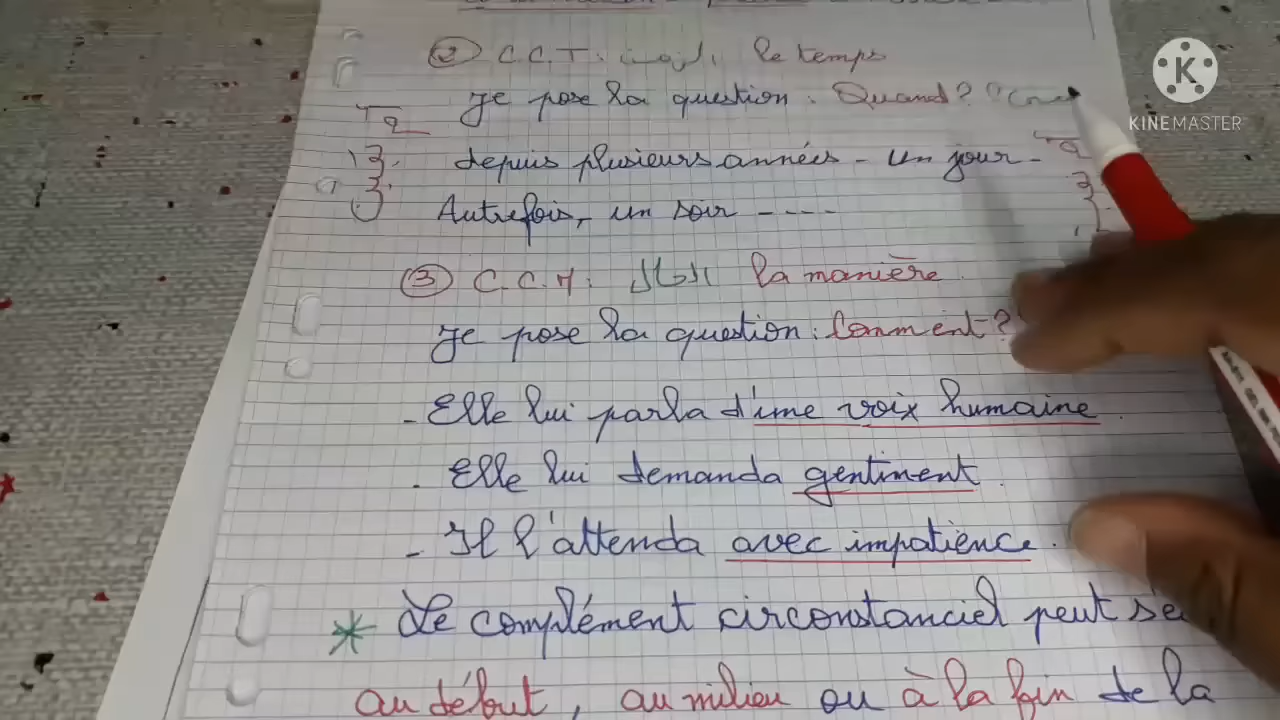 ② C.C.T: الزمن le temps
KINEMASTER
Je pose la question: Quand?
depuis plusieurs années - un jour -
Autrefois, un soir ----
③ C.C.M: الحال la manière
Je pose la question: Comment?
- Elle lui parla d'une voix humaine.
- Elle lui demanda gentiment.
- Il l'attenda avec impatience.
* Le complément circonstanciel peut
au début, au milieu ou à la fin de la